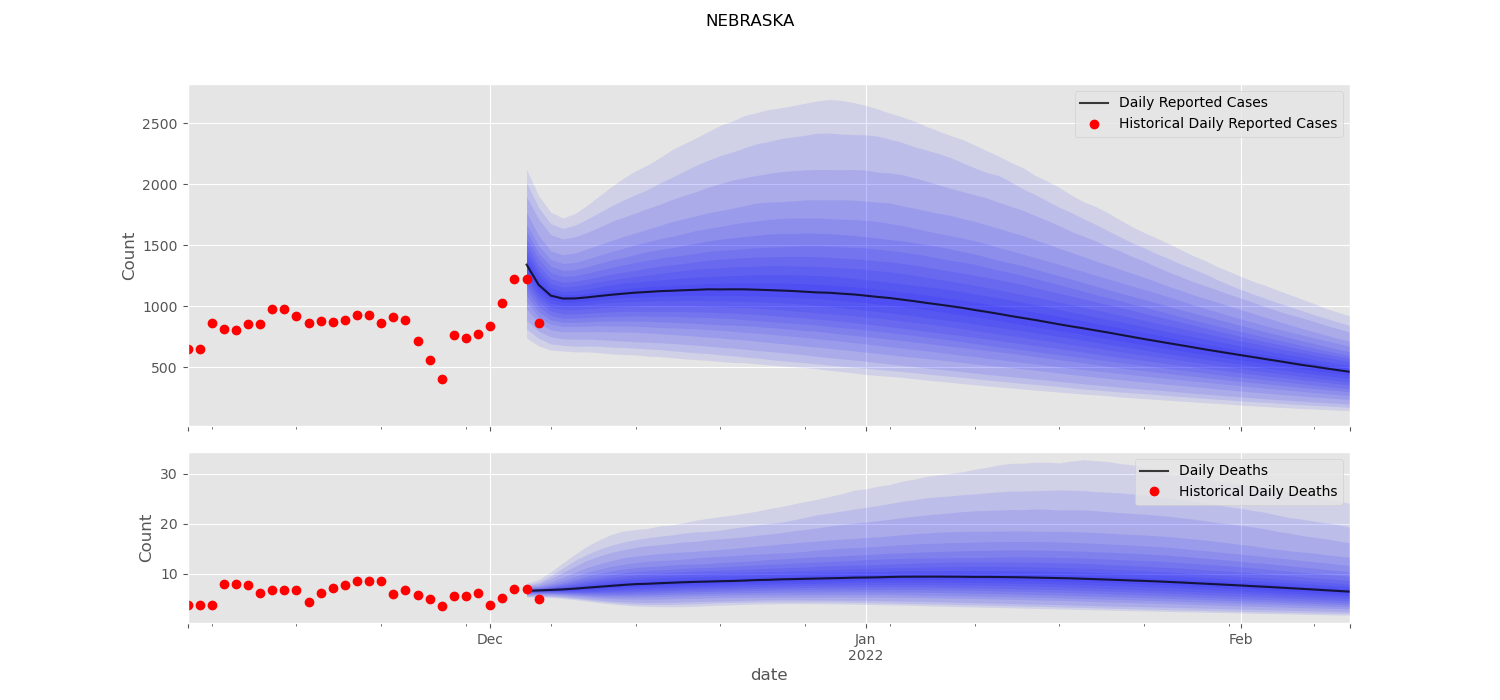 NEBRASKA
Daily Reported Cases
Historical Daily Reported Cases
2500
2000
1500
1000
500
Count
Daily Deaths
Historical Daily Deaths
30
20
10
Count
Dec
Jan
2022
Feb
date